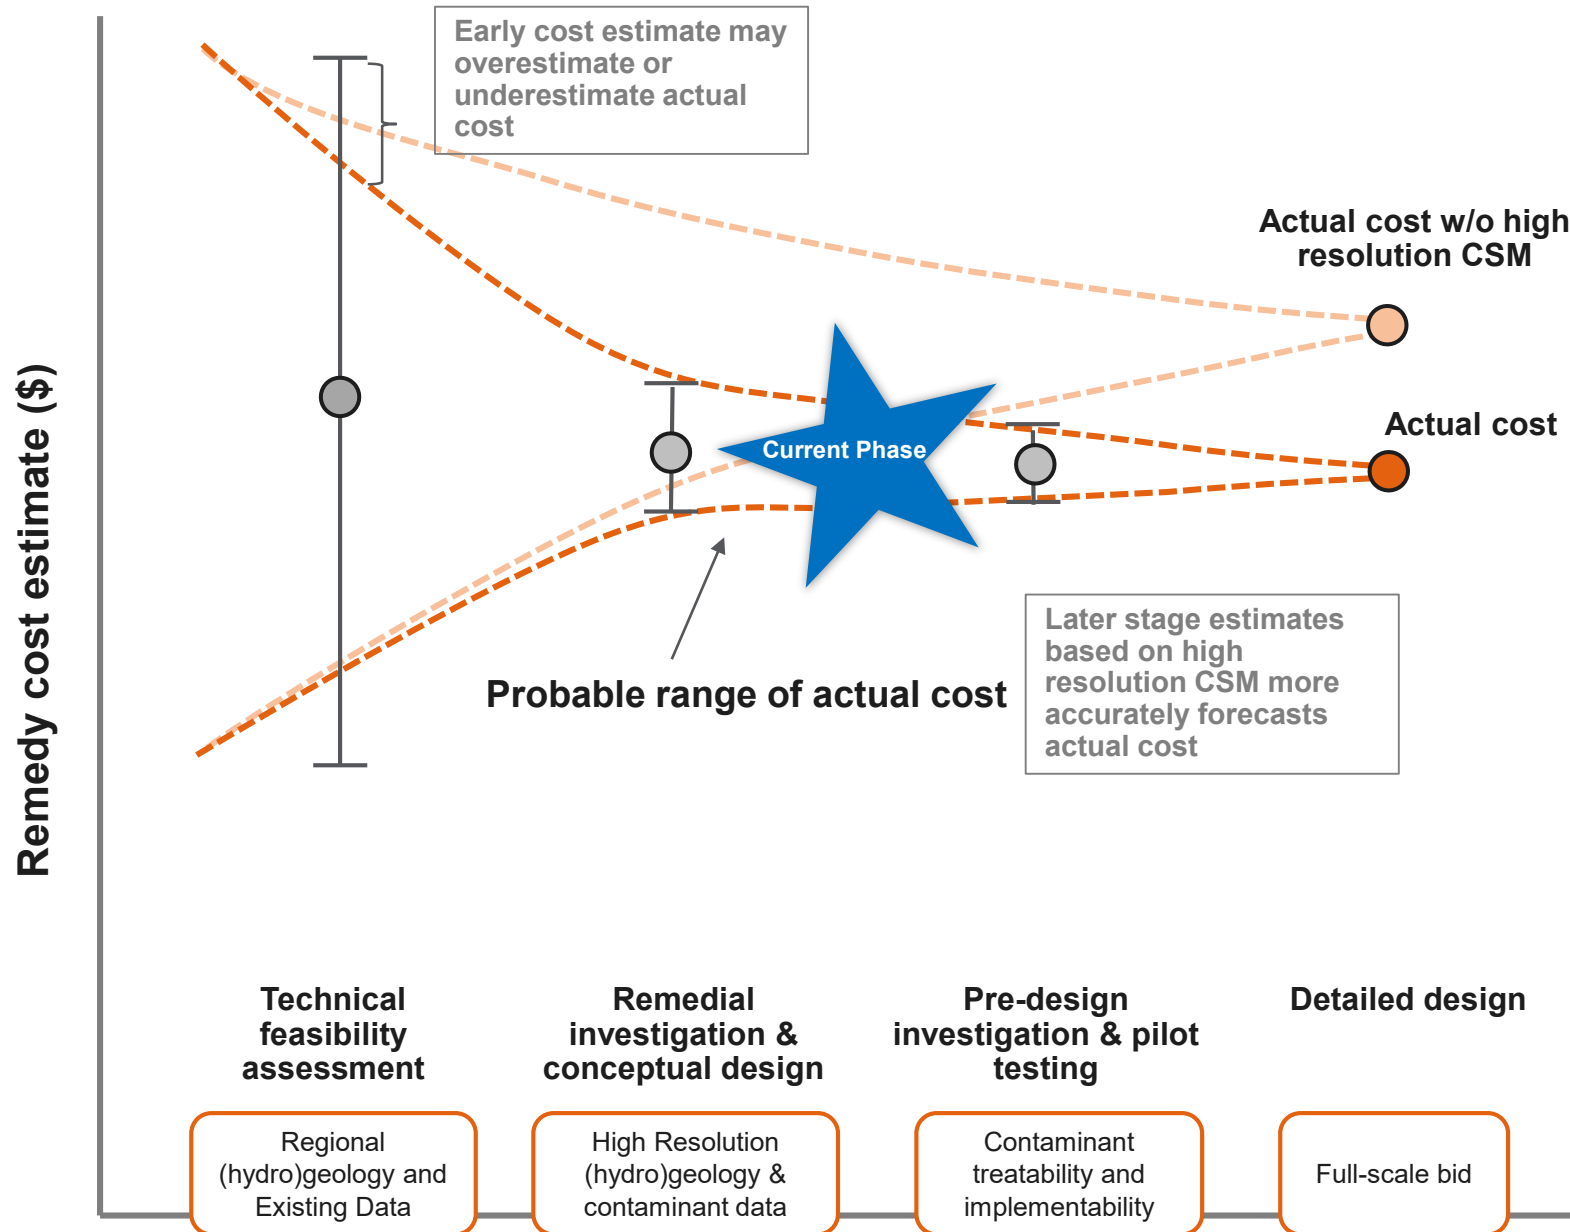 Early cost estimate may
overestimate or
underestimate actual
cost
Actual cost w/o high
resolution CSM
Actual cost
Current Phase
Remedy cost estimate ($)
Probable range of actual cost
Later stage estimates
based on high
resolution CSM more
accurately forecasts
actual cost
Technical
feasibility
assessment
Remedial
investigation &
conceptual design
Pre-design
investigation & pilot
testing
Detailed design
Regional
(hydro)geology and
Existing Data
High Resolution
(hydro)geology &
contaminant data
Contaminant
treatability and
implementability
Full-scale bid